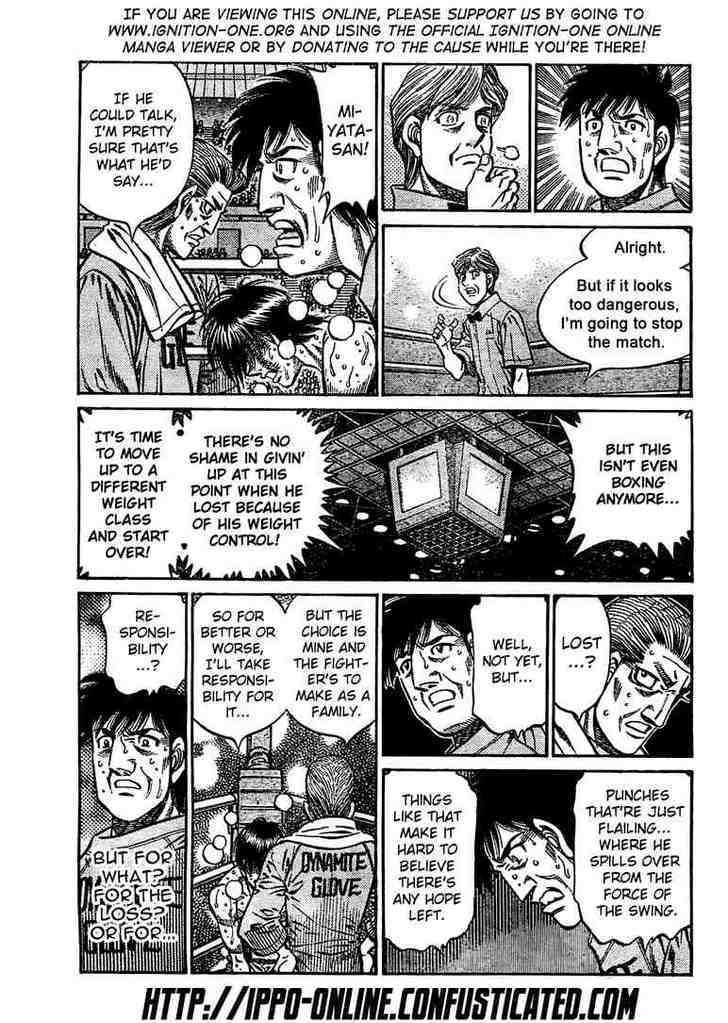 IF YOU ARE VIEWING THIS ONLINE, PLEASE SUPPORT US BY GOING TO
WWW.IGNITION-ONE.ORG AND USING THE OFFICIAL IGNITION-ONE ONLINE
MANGA VIEWER OR BY DONATING TO THE CAUSE WHILE YOU'RE THERE!
MI-
YATA-
SAN!
IF HE
COULD TALK,
I'M PRETTY
SURE THAT'S
WHAT HE'D
SAY...
Alright.
But if it looks
too dangerous,
I'm going to stop
the match.
BUT THIS
ISN'T EVEN
BOXING
ANYMORE...
THERE'S NO
SHAME IN GIVIN'
UP AT THIS
POINT WHEN HE
LOST BECAUSE
OF HIS WEIGHT
CONTROL!
IT'S TIME
TO MOVE
UP TO A
DIFFERENT
WEIGHT
CLASS
AND START
OVER!
LOST
...?
WELL,
NOT YET,
BUT...
PUNCHES
THAT'RE JUST
FLAILING...
WHERE HE
SPILLS OVER
FROM THE
FORCE OF
THE SWING.
THINGS
LIKE THAT
MAKE IT
HARD TO
BELIEVE
THERE'S
ANY HOPE
LEFT.
BUT THE
CHOICE IS
MINE AND
THE FIGHT-
ER'S TO
MAKE AS A
FAMILY.
SO FOR
BETTER OR
WORSE,
I'LL TAKE
RESPONSI-
BILITY FOR
IT...
DYNAMITE
GLOVE
RE-
SPONSI-
BILITY
...?
BUT FOR
WHAT?
FOR THE
LOSS?
OR FOR...
HTTP://IPPO-ONLINE.CONFUSTICATED.COM/